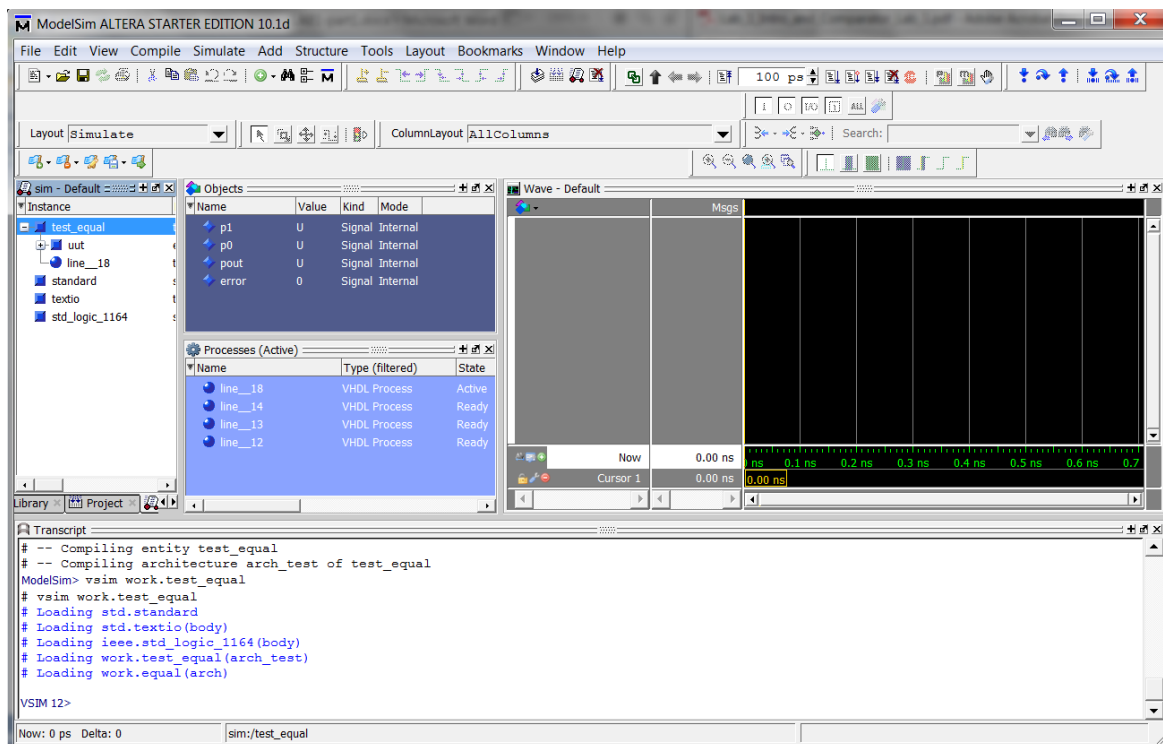 ModelSim ALTERA STARTER EDITION 10.1d
File Edit View Compile Simulate Add Structure Tools Layout Bookmarks Window Help
100 ps
Layout Simulate ColumnLayout AllColumns Search:
sim - Default
Instance
test_equal
uut
line__18
standard
textio
std_logic_1164
Library Project
Objects
Name Value Kind Mode
p1 U Signal Internal
p0 U Signal Internal
pout U Signal Internal
error 0 Signal Internal
Processes (Active)
Name Type (filtered) State
line__18 VHDL Process Active
line__14 VHDL Process Ready
line__13 VHDL Process Ready
line__12 VHDL Process Ready
Wave - Default
Msgs
Now 0.00 ns
ns 0.1 ns 0.2 ns 0.3 ns 0.4 ns 0.5 ns 0.6 ns 0.7
Cursor 1 0.00 ns 0.00 ns
Transcript
# -- Compiling entity test_equal
# -- Compiling architecture arch_test of test_equal
ModelSim> vsim work.test_equal
# vsim work.test_equal
# Loading std.standard
# Loading std.textio(body)
# Loading ieee.std_logic_1164(body)
# Loading work.test_equal(arch_test)
# Loading work.equal(arch)
VSIM 12>
Now: 0 ps Delta: 0 sim:/test_equal